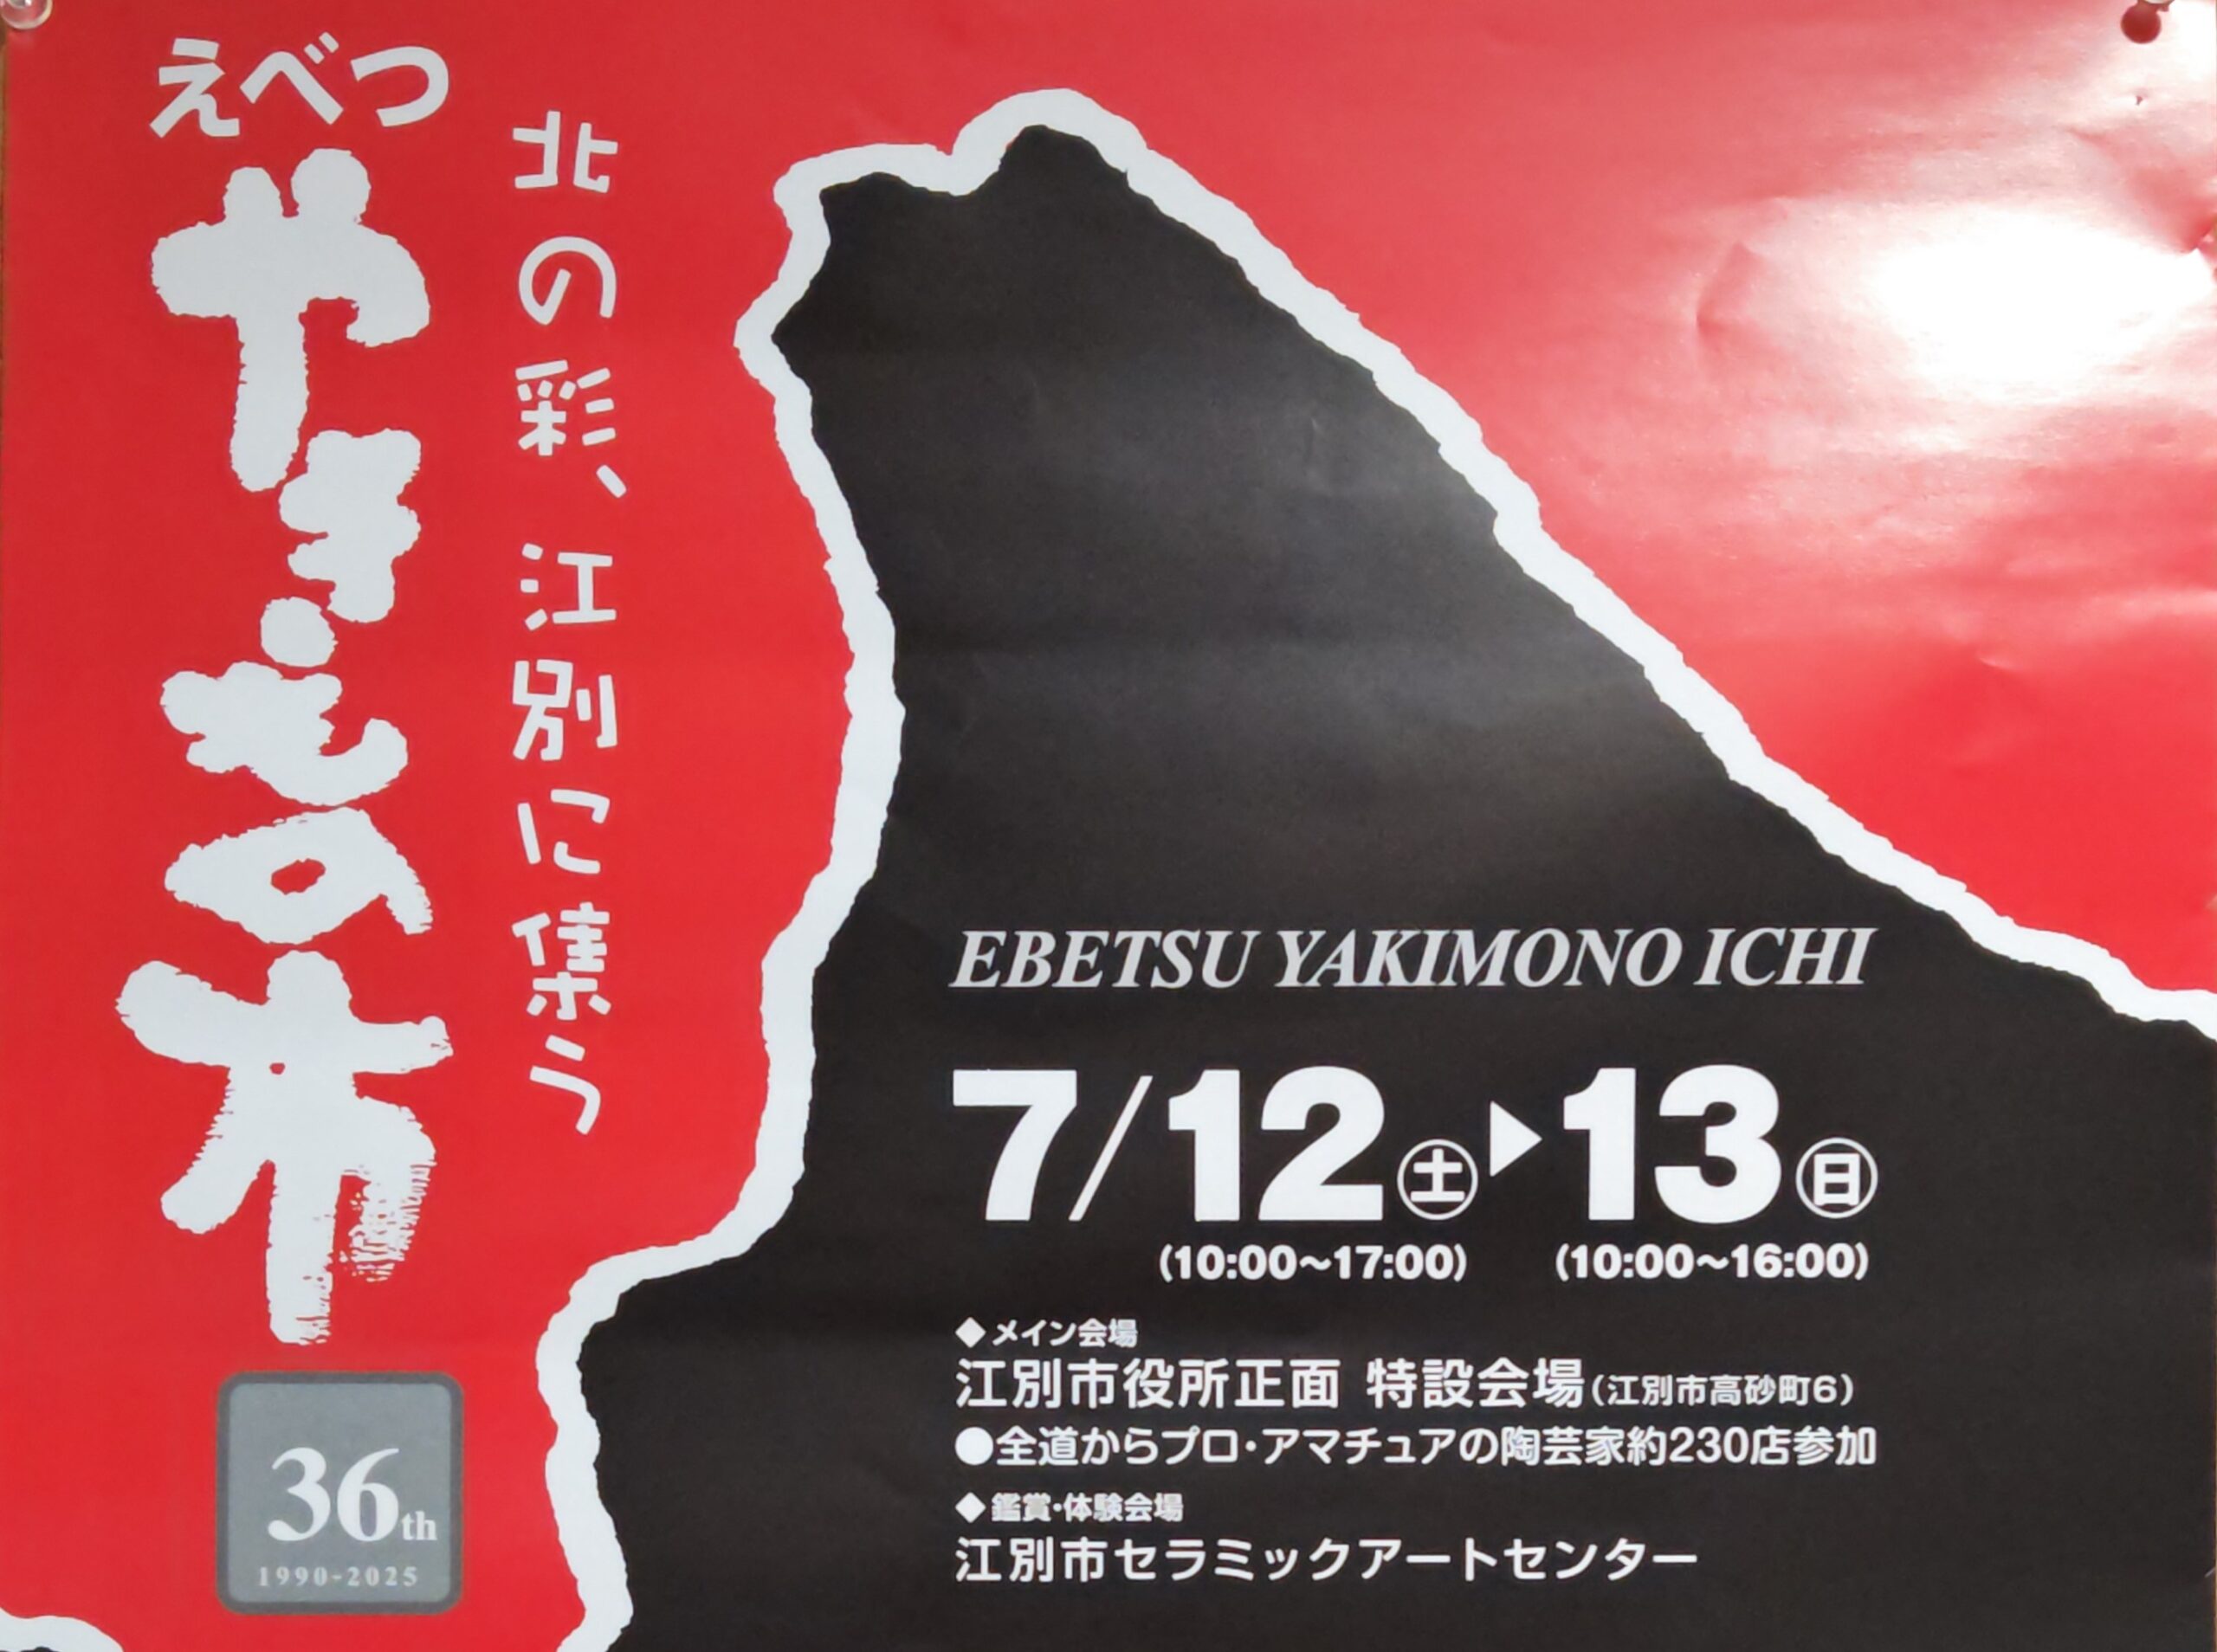 えべつ
やきもの市
北の彩、江別に集う
36th
1990-2025
EBETSU YAKIMONO ICHI
7/12㊏▶13㊐
(10:00~17:00) (10:00~16:00)
◆メイン会場
江別市役所正面 特設会場(江別市高砂町6)
●全道からプロ・アマチュアの陶芸家約230店参加
◆鑑賞・体験会場
江別市セラミックアートセンター